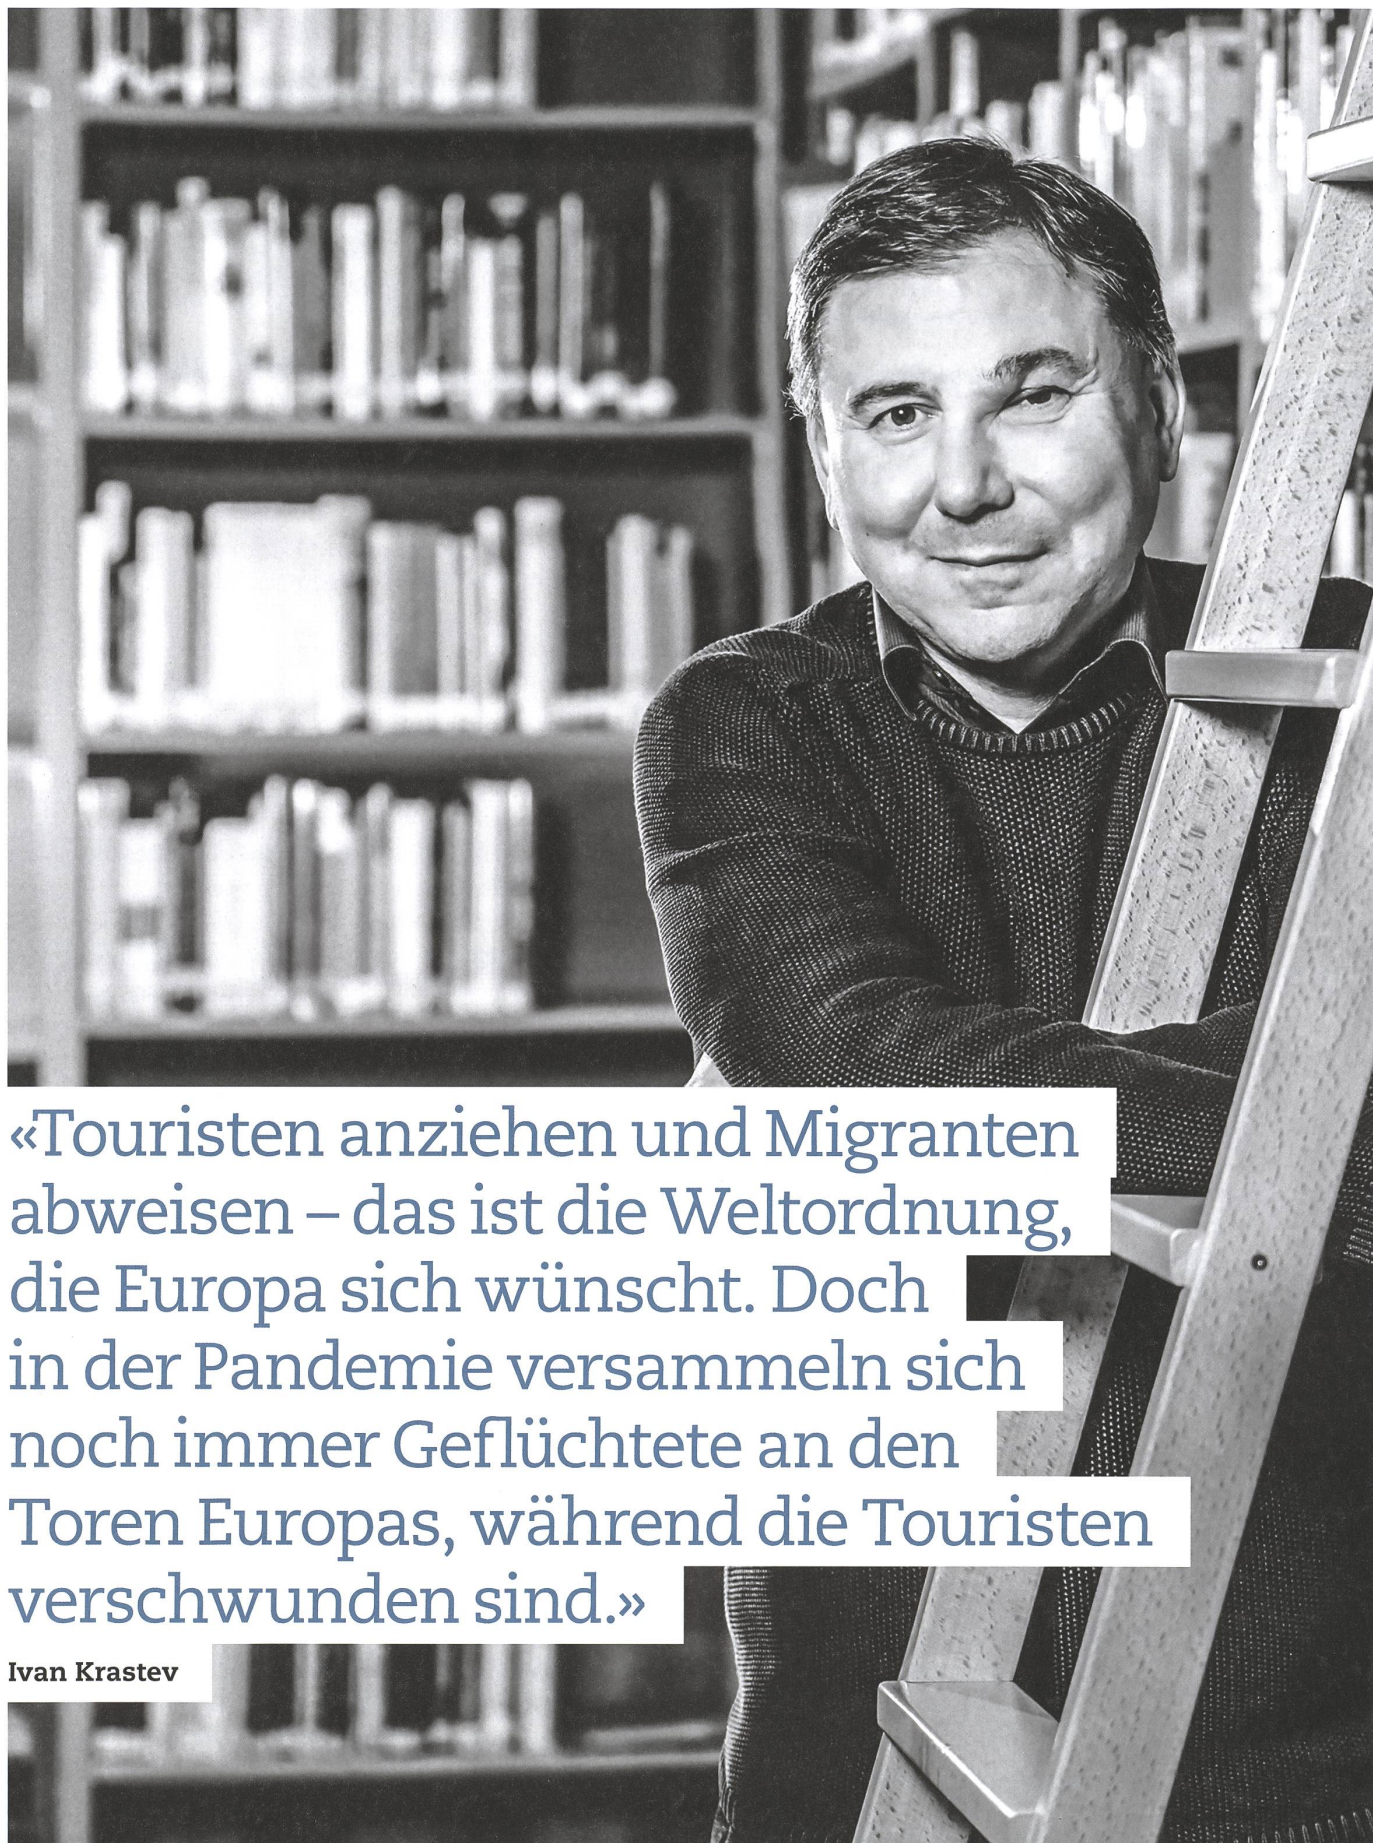 «Touristen anziehen und Migranten
abweisen – das ist die Weltordnung,
die Europa sich wünscht. Doch
in der Pandemie versammeln sich
noch immer Geflüchtete an den
Toren Europas, während die Touristen
verschwunden sind.»
Ivan Krastev